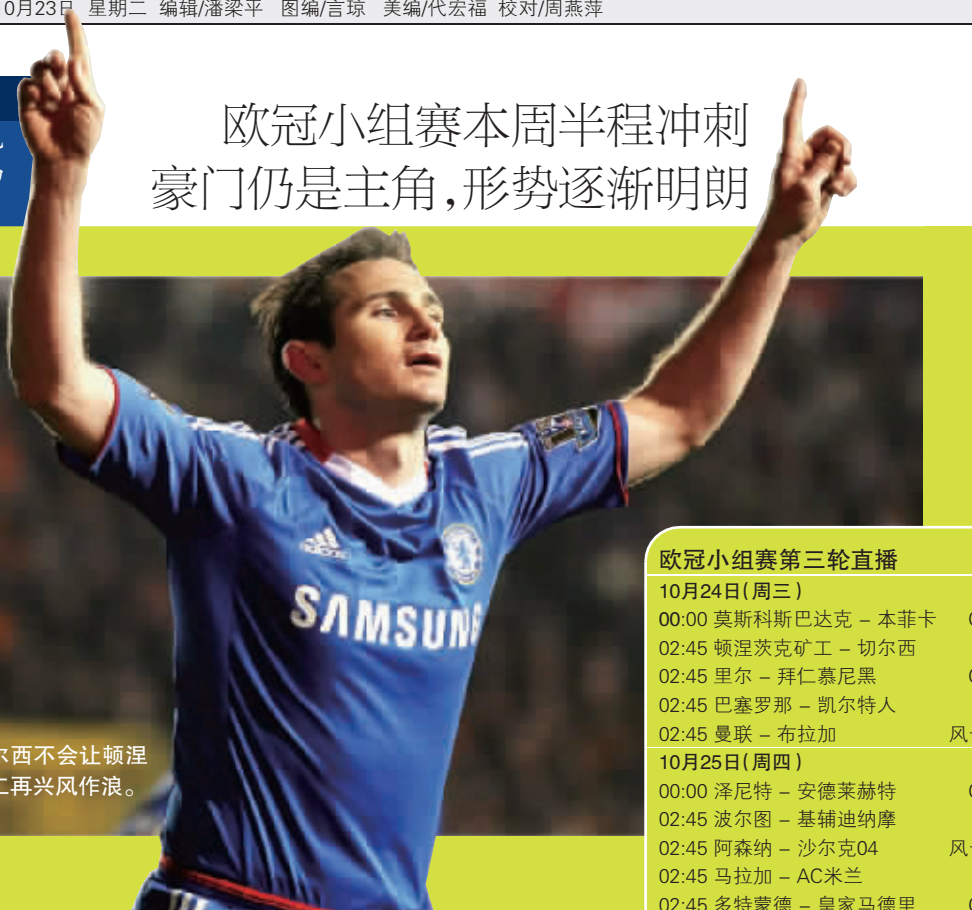 0月23日 星期二 编辑/潘梁平 图编/言琼 美编/代宏福 校对/周燕萍
欧冠小组赛本周半程冲刺
豪门仍是主角,形势逐渐明朗
adidas
SAMSUNG
尔西不会让顿涅
工再兴风作浪。
欧冠小组赛第三轮直播
10月24日(周三)
00:00 莫斯科斯巴达克 – 本菲卡
02:45 顿涅茨克矿工 – 切尔西
02:45 里尔 – 拜仁慕尼黑
02:45 巴塞罗那 – 凯尔特人
02:45 曼联 – 布拉加 风
10月25日(周四)
00:00 泽尼特 – 安德莱赫特
02:45 波尔图 – 基辅迪纳摩
02:45 阿森纳 – 沙尔克04 风
02:45 马拉加 – AC米兰
02:45 多特蒙德 – 皇家马德里